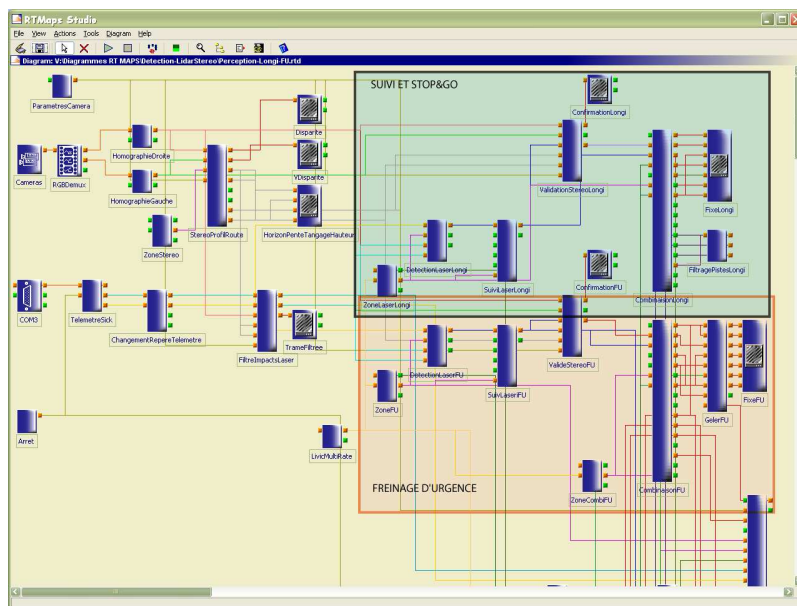 RTMaps Studio
File View Actions Tools Diagram Help
Diagram: V:\Diagrammes RT MAPS\Detection-LidarStereo\Perception-Longi-FU.rtd
SUIVI ET STOP&GO
ParametresCamera
ConfirmationLongi
Disparite
HomographieDroite
Cameras
RGBDemux
VDisparite
ValidationStereoLongi
HomographieGauche
FixeLongi
StereoProfilRoute
HorizonPenteTangageHauteur
ZoneStereo
DetectionLaserLongi
FiltragePistesLongi
ConfirmationFU
SuiviLaserLongi
ZoneLaserLongi
CombinaisonLongi
COM3
TelemetreSick
ChangementRepereTelemetre
TrameFiltree
FiltreImpactsLaser
ValideStereoFU
DetectionLaserFU
SuiviLaserFU
FixeFU
ZoneFU
GelerFU
Arret
LivicMultiRate
FREINAGE D'URGENCE
CombinaisonFU
ZoneCombiFU